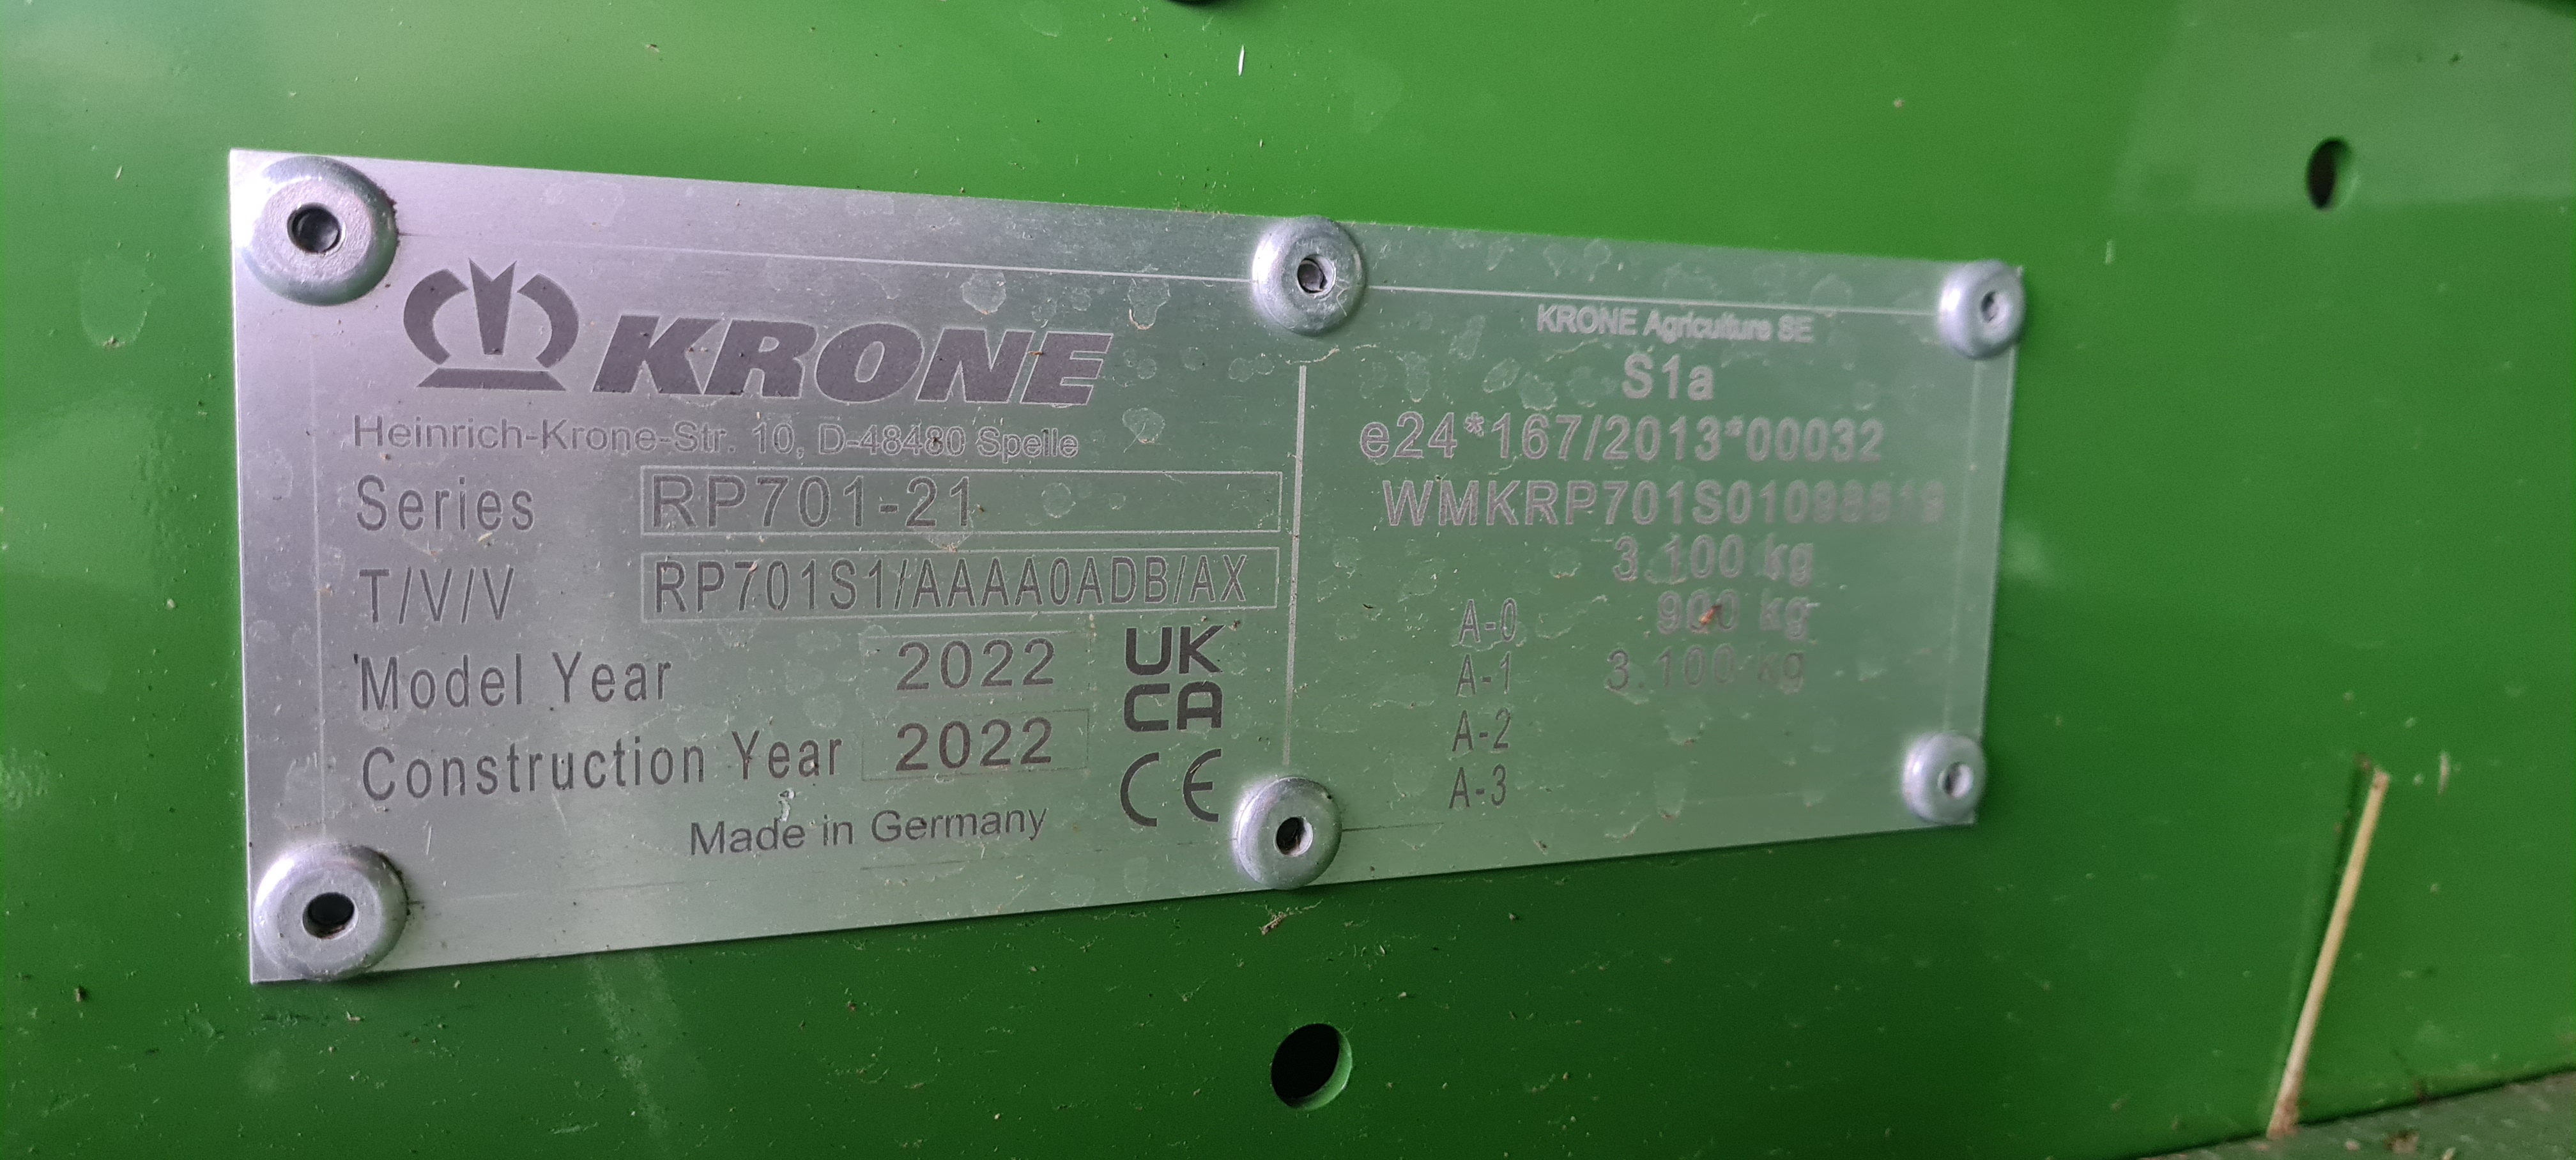 KRONE
Heinrich-Krone-Str. 10, D-48480 Spelle
Series RP701-21
T/V/V RP701S1/AAAA0ADB/AX
Model Year 2022
Construction Year 2022
UK
CA
CE
Made in Germany
KRONE Agriculture SE
S1a
e24*167/2013*00032
3.100 kg
A-0 900 kg
A-1 3.100 kg
A-2
A-3